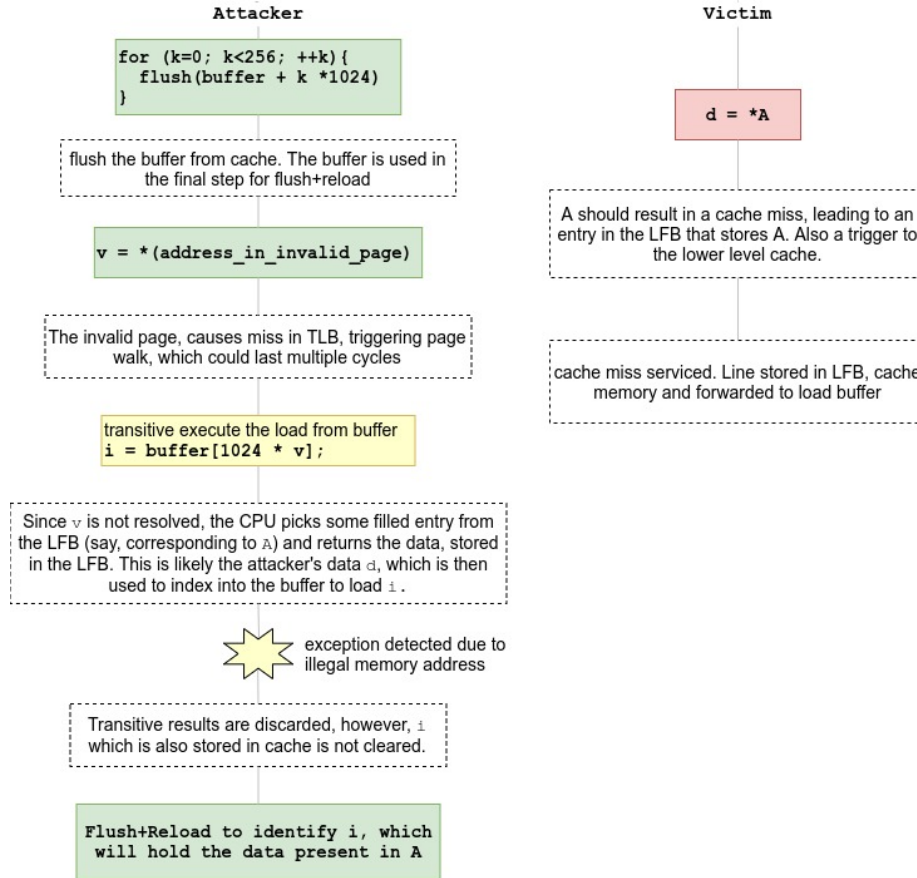 Attacker
for (k=0; k<256; ++k){
flush(buffer + k *1024)
}
flush the buffer from cache. The buffer is used in
the final step for flush+reload
v = *(address_in_invalid_page)
The invalid page, causes miss in TLB, triggering page
walk, which could last multiple cycles
transitive execute the load from buffer
i = buffer[1024 * v];
Since v is not resolved, the CPU picks some filled entry from
the LFB (say, corresponding to A) and returns the data, stored
in the LFB. This is likely the attacker's data d, which is then
used to index into the buffer to load i.
exception detected due to
illegal memory address
Transitive results are discarded, however, i
which is also stored in cache is not cleared.
Flush+Reload to identify i, which
will hold the data present in A
Victim
d = *A
A should result in a cache miss, leading to an
entry in the LFB that stores A. Also a trigger to
the lower level cache.
cache miss serviced. Line stored in LFB, cache
memory and forwarded to load buffer